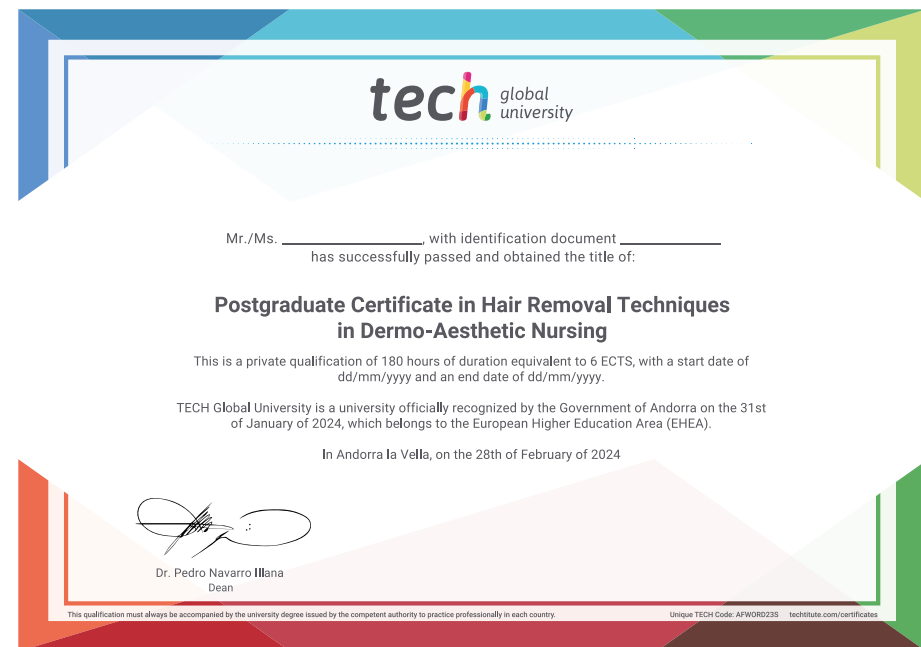 tech global university
Mr./Ms. ____________, with identification document ____________
has successfully passed and obtained the title of:
Postgraduate Certificate in Hair Removal Techniques
in Dermo-Aesthetic Nursing
This is a private qualification of 180 hours of duration equivalent to 6 ECTS, with a start date of
dd/mm/yyyy and an end date of dd/mm/yyyy.
TECH Global University is a university officially recognized by the Government of Andorra on the 31st
of January of 2024, which belongs to the European Higher Education Area (EHEA).
In Andorra la Vella, on the 28th of February of 2024
Dr. Pedro Navarro Illana
Dean
This qualification must always be accompanied by the university degree issued by the competent authority to practice professionally in each country.
Unique TECH Code: AFWORD23S techtitute.com/certificates